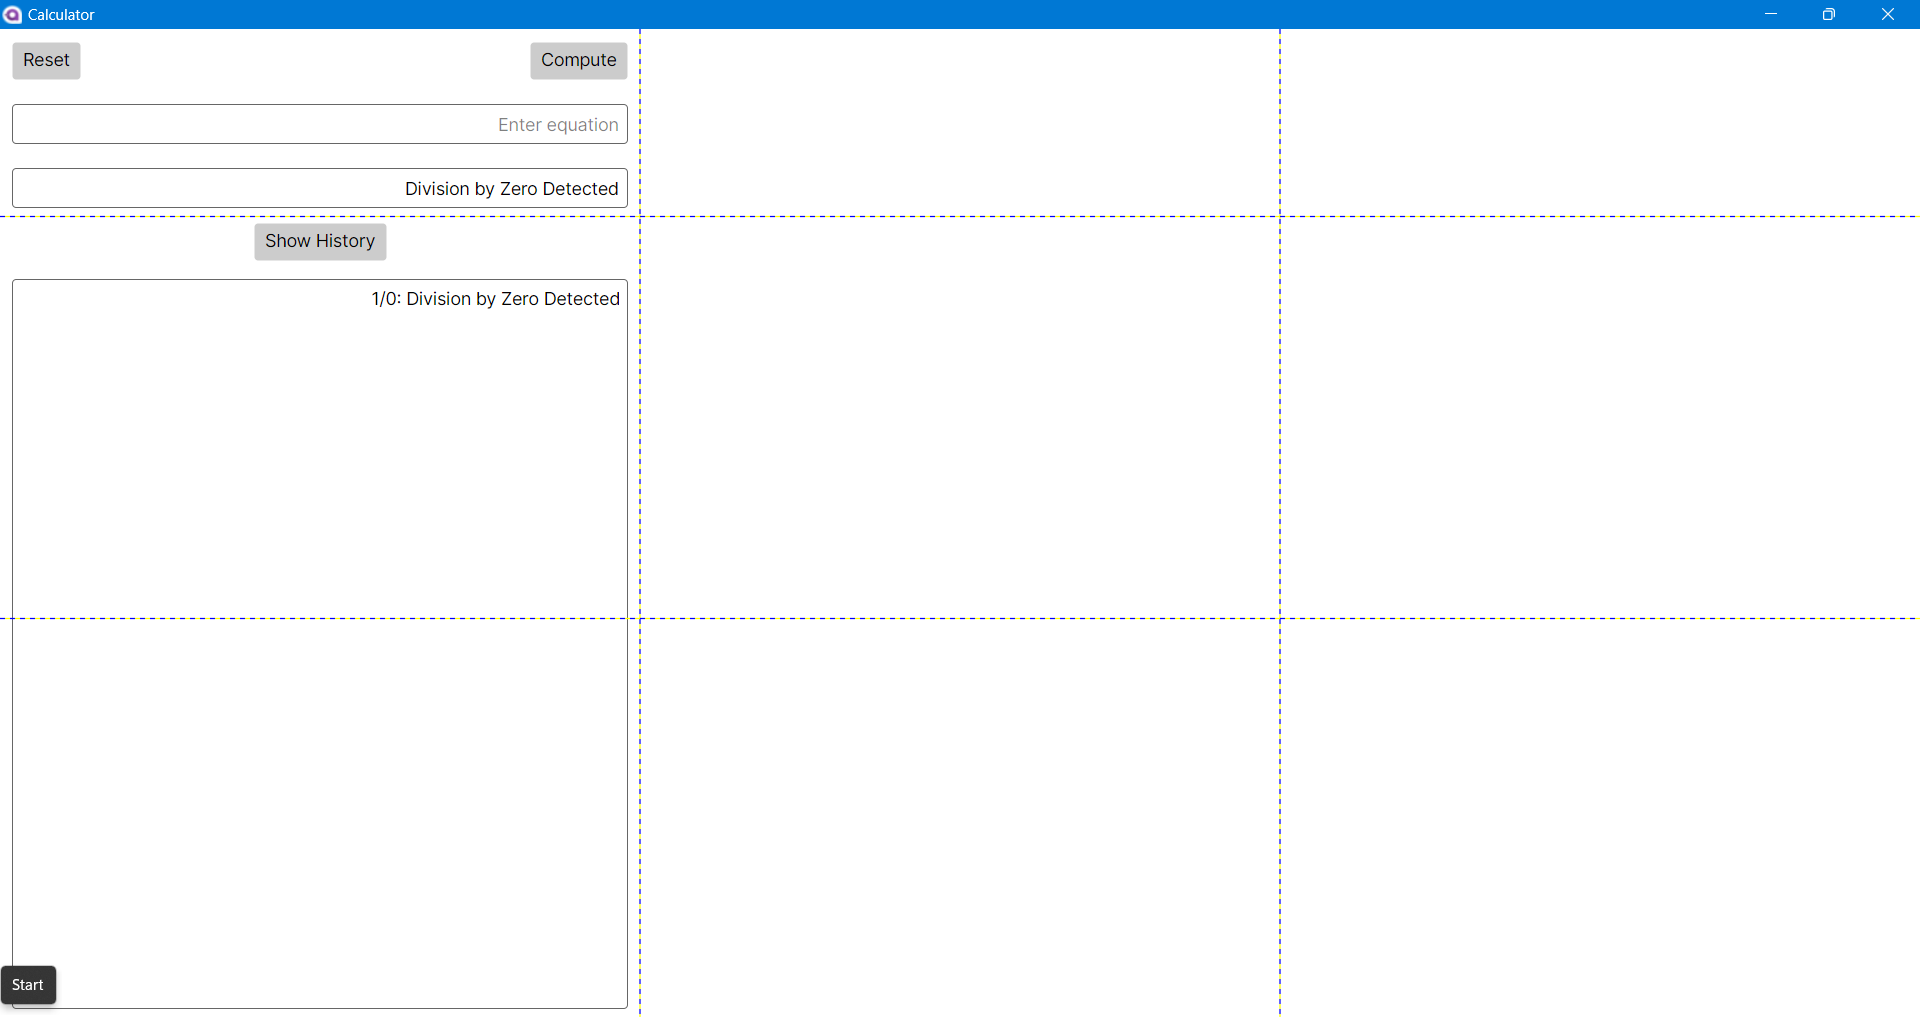 Calculator
Reset
Compute
Enter equation
Division by Zero Detected
Show History
1/0: Division by Zero Detected
Start